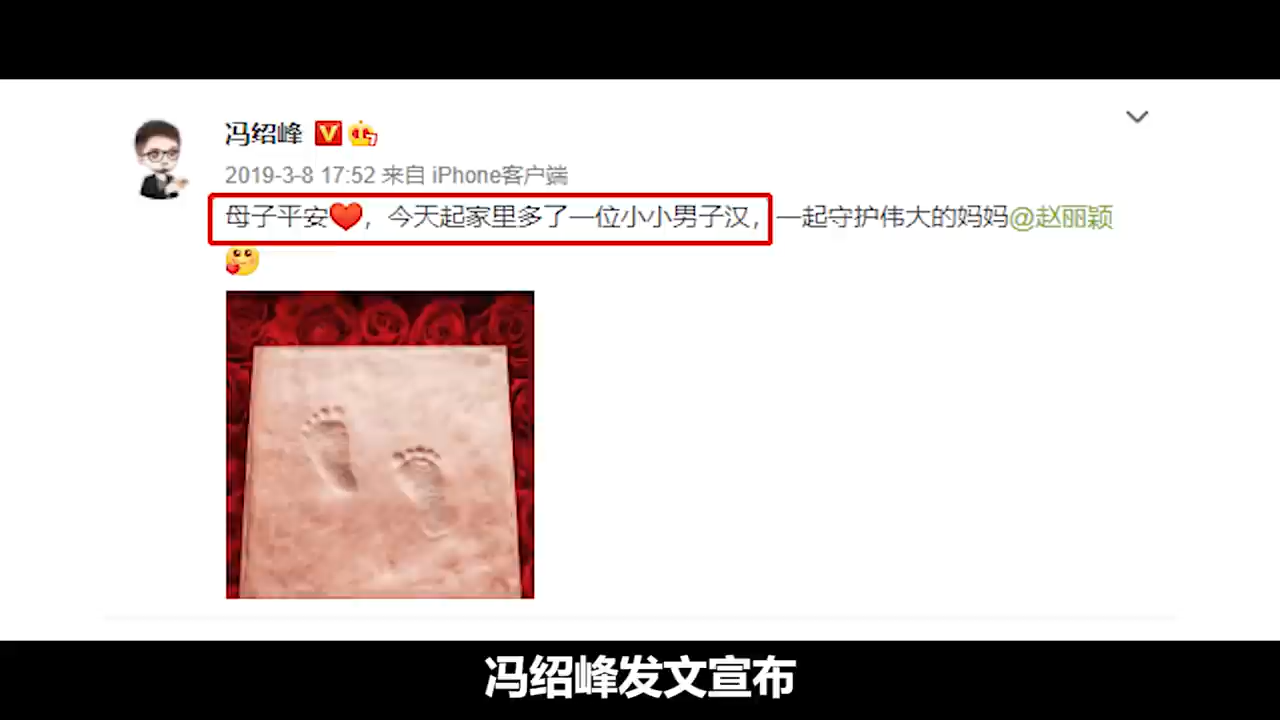 冯绍峰
2019-3-8 17:52 来自 iPhone客户端
母子平安❤️，今天起家里多了一位小小男子汉，一起守护伟大的妈妈@赵丽颖
冯绍峰发文宣布